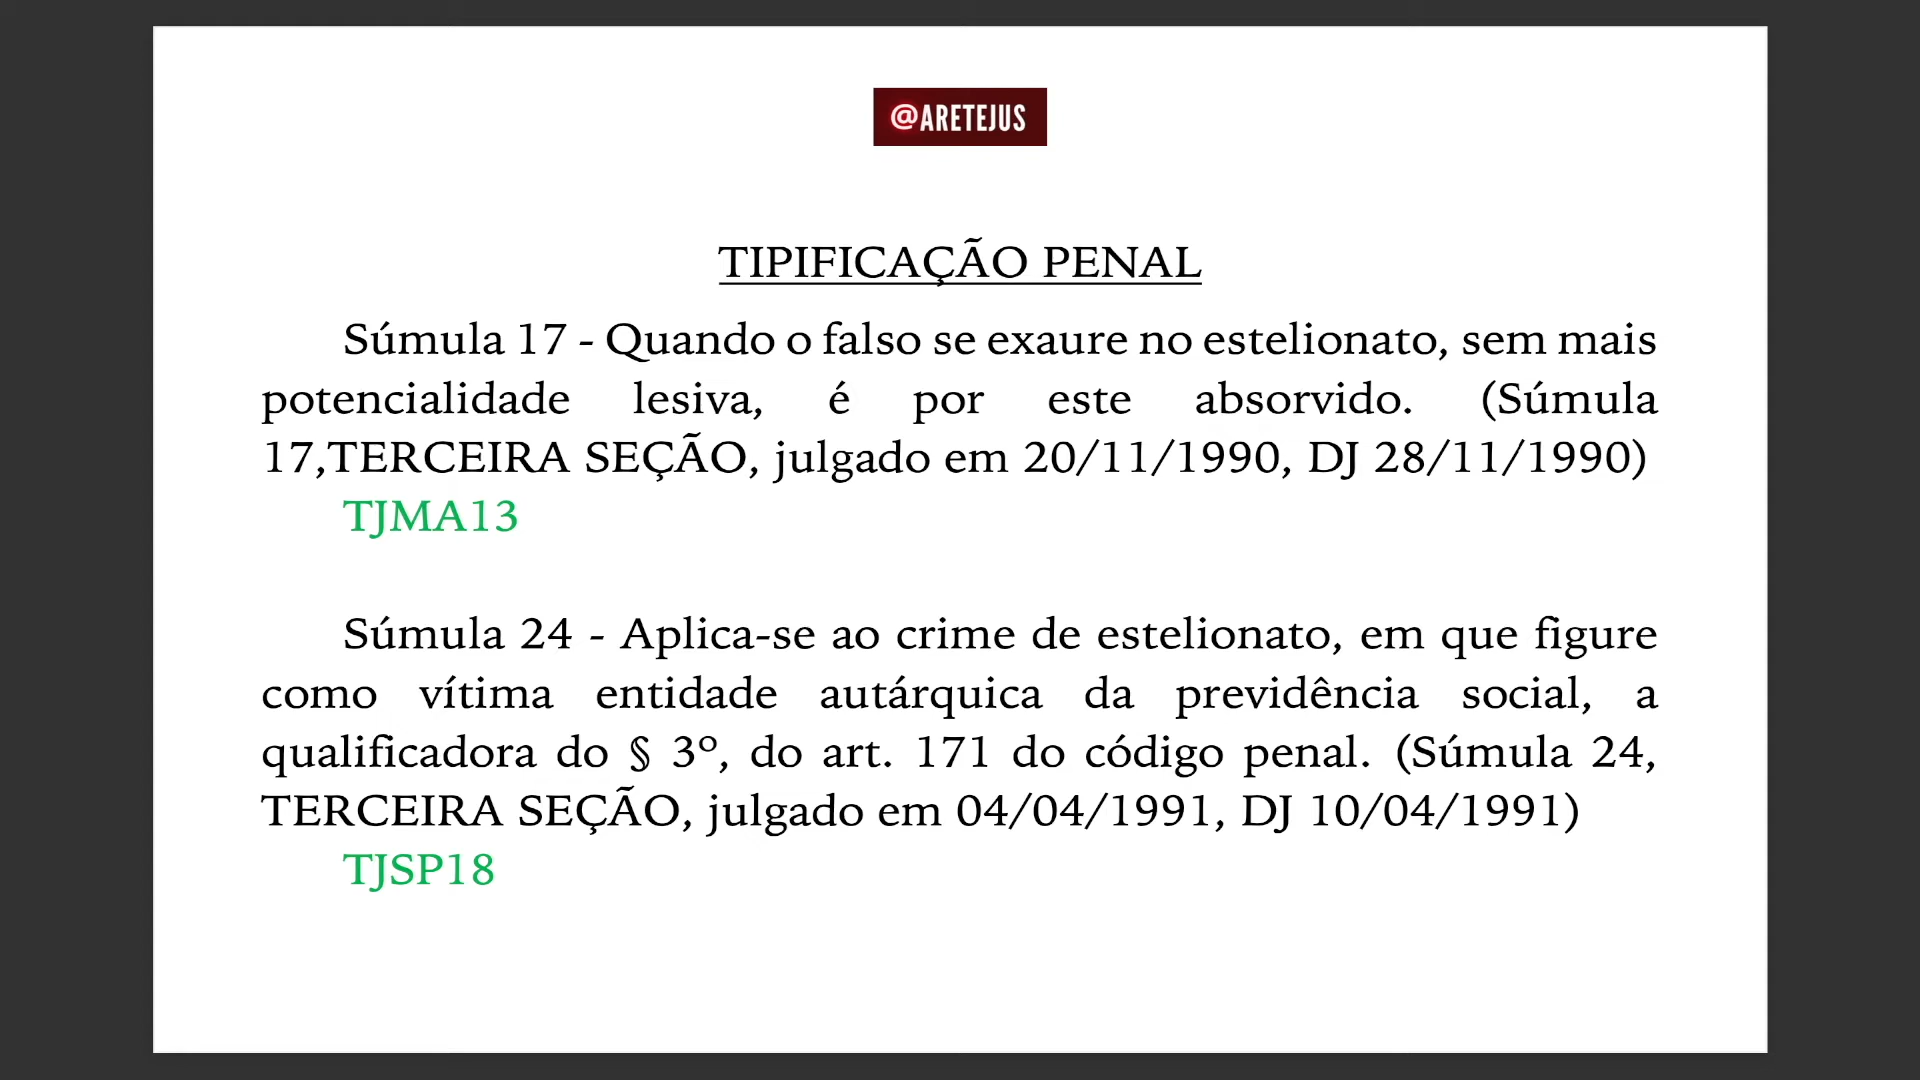 @ARETEJUS
TIPIFICAÇÃO PENAL
Súmula 17 - Quando o falso se exaure no estelionato, sem mais
potencialidade lesiva, é por este absorvido. (Súmula
17,TERCEIRA SEÇÃO, julgado em 20/11/1990, DJ 28/11/1990)
TJMA13
Súmula 24 - Aplica-se ao crime de estelionato, em que figure
como vítima entidade autárquica da previdência social, a
qualificadora do § 3º, do art. 171 do código penal. (Súmula 24,
TERCEIRA SEÇÃO, julgado em 04/04/1991, DJ 10/04/1991)
TJSP18